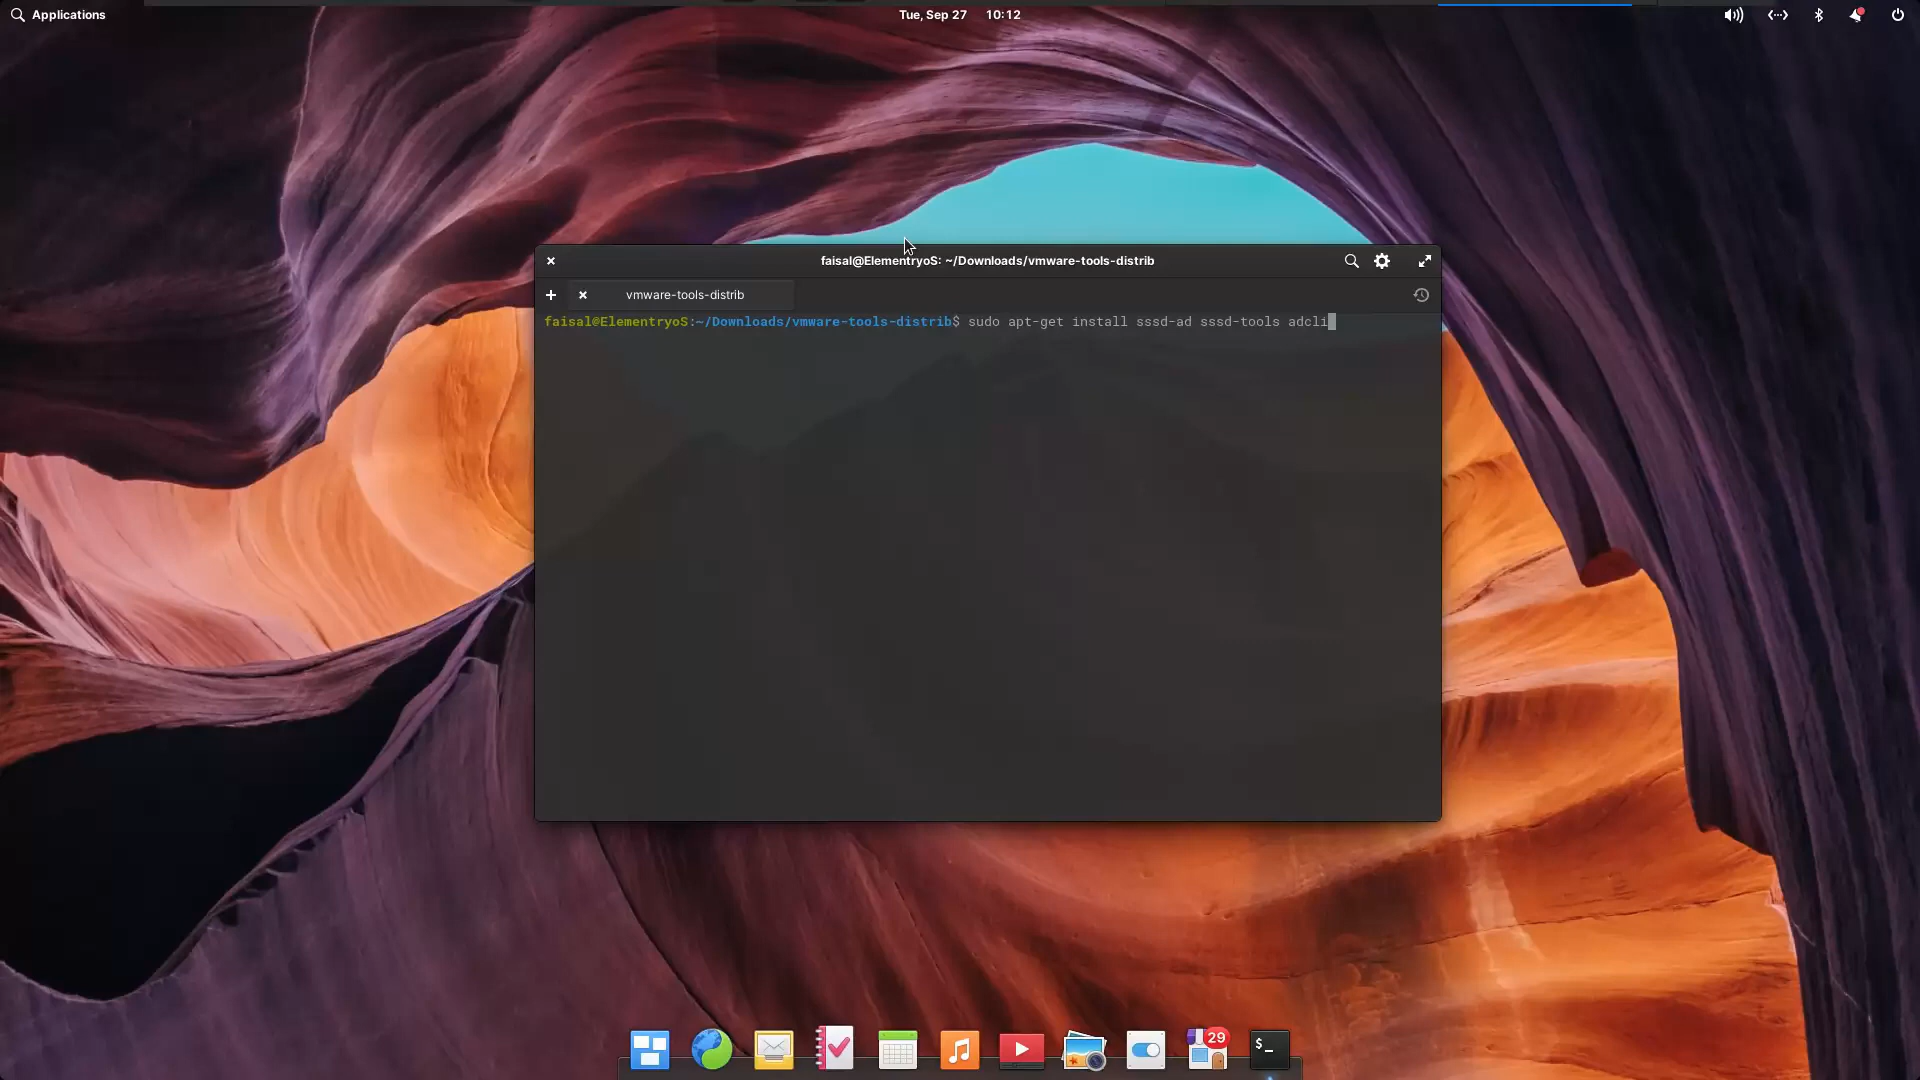 Applications
Tue, Sep 27 10:12
faisal@ElementryoS: ~/Downloads/vmware-tools-distrib
vmware-tools-distrib
faisal@ElementryoS:~/Downloads/vmware-tools-distrib$ sudo apt-get install sssd-ad sssd-tools adcli
29
$_